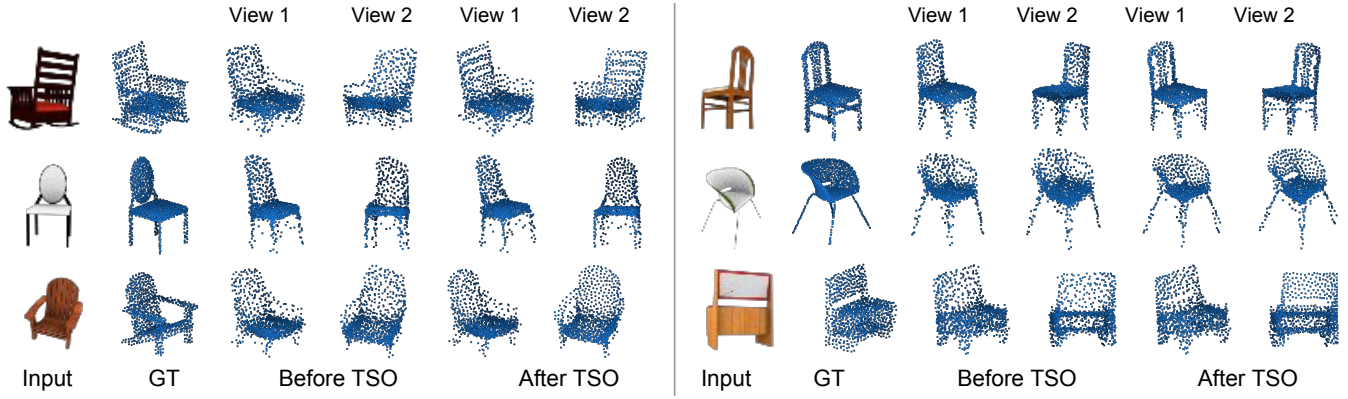 View 1 View 2 View 1 View 2 View 1 View 2 View 1 View 2
Input GT Before TSO After TSO Input GT Before TSO After TSO